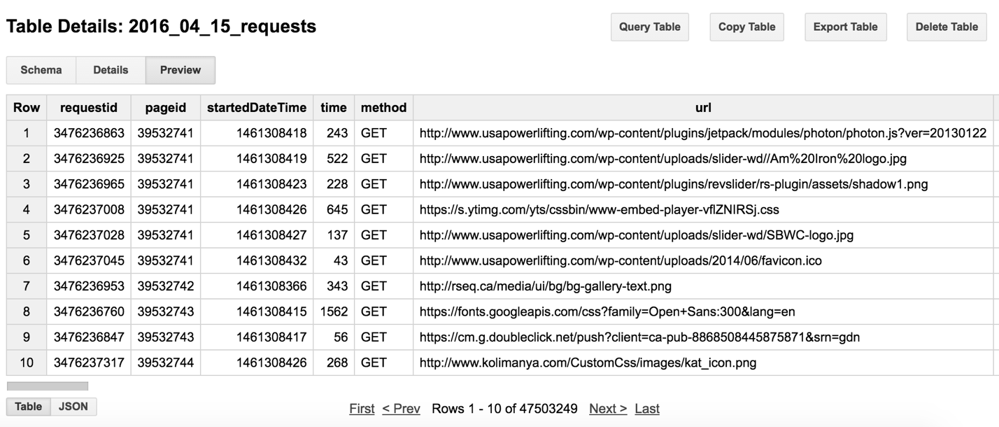 Table Details: 2016_04_15_requests Query Table Copy Table Export Table Delete Table
Schema Details Preview
Row requestid pageid startedDateTime time method url
1 3476236863 39532741 1461308418 243 GET http://www.usapowerlifting.com/wp-content/plugins/jetpack/modules/photon/photon.js?ver=20130122
2 3476236925 39532741 1461308419 522 GET http://www.usapowerlifting.com/wp-content/uploads/slider-wd//Am%20Iron%20logo.jpg
3 3476236965 39532741 1461308423 228 GET http://www.usapowerlifting.com/wp-content/plugins/revslider/rs-plugin/assets/shadow1.png
4 3476237008 39532741 1461308426 645 GET https://s.ytimg.com/yts/cssbin/www-embed-player-vflZNIRSj.css
5 3476237028 39532741 1461308427 137 GET http://www.usapowerlifting.com/wp-content/uploads/slider-wd/SBWC-logo.jpg
6 3476237045 39532741 1461308432 43 GET http://www.usapowerlifting.com/wp-content/uploads/2014/06/favicon.ico
7 3476236953 39532742 1461308366 343 GET http://rseq.ca/media/ui/bg/bg-gallery-text.png
8 3476236760 39532743 1461308415 1562 GET https://fonts.googleapis.com/css?family=Open+Sans:300&lang=en
9 3476236847 39532743 1461308417 56 GET https://cm.g.doubleclick.net/push?client=ca-pub-8868508445875871&srn=gdn
10 3476237317 39532744 1461308426 268 GET http://www.kolimanya.com/CustomCss/images/kat_icon.png
Table JSON First < Prev Rows 1 - 10 of 47503249 Next > Last